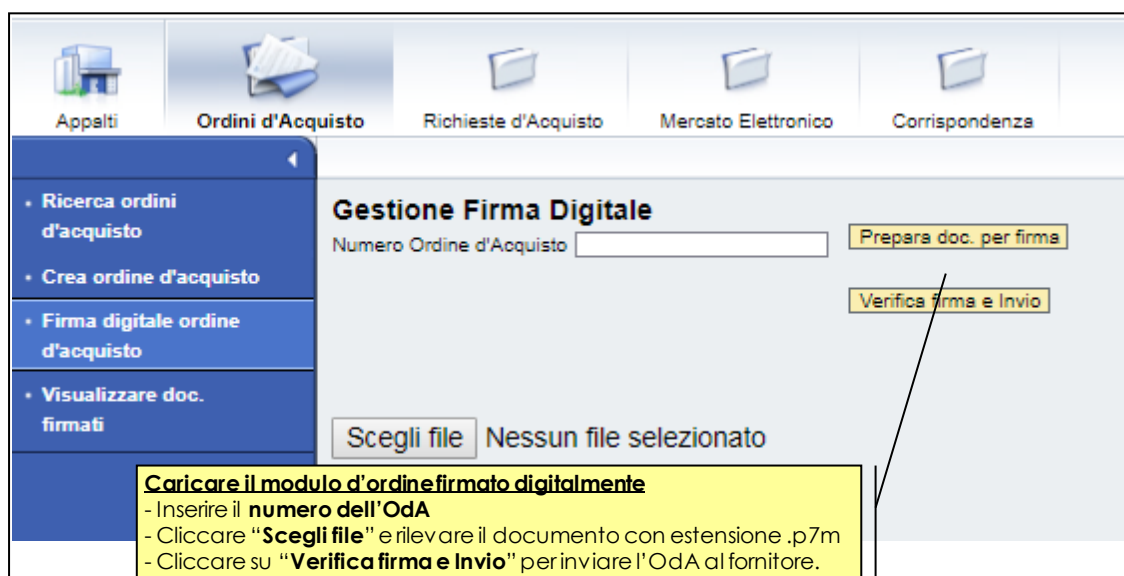 Appalti
Ordini d'Acquisto
Richieste d'Acquisto
Mercato Elettronico
Corrispondenza
Ricerca ordini
d'acquisto
Crea ordine d'acquisto
Firma digitale ordine
d'acquisto
Visualizzare doc.
firmati
Gestione Firma Digitale
Numero Ordine d'Acquisto
Prepara doc. per firma
Verifica firma e Invio
Scegli file Nessun file selezionato
Caricare il modulo d'ordine firmato digitalmente
- Inserire il numero dell'OdA
- Cliccare "Scegli file" e rilevare il documento con estensione .p7m
- Cliccare su "Verifica firma e Invio" per inviare l'OdA al fornitore.